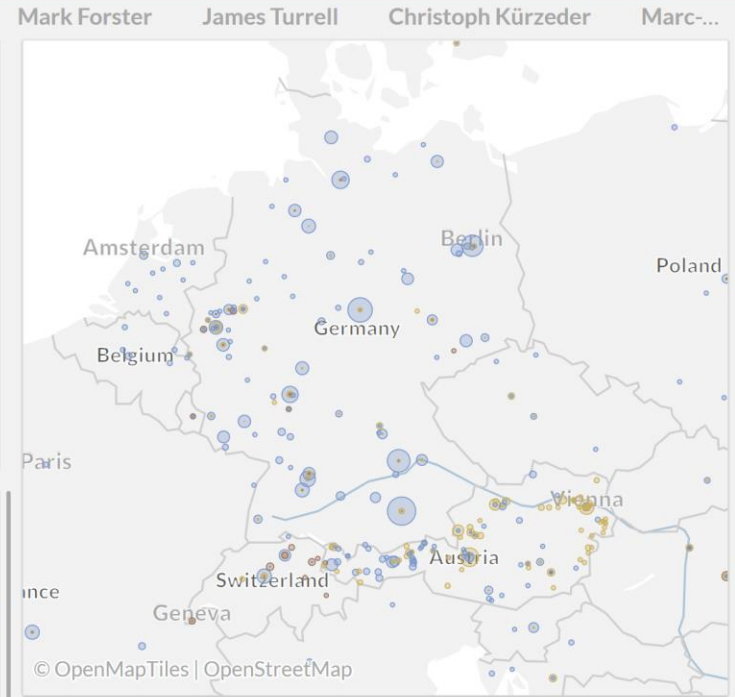 Mark Forster James Turrell Christoph Kürzeder Marc-...
Berlin
Amsterdam
Poland
Germany
Belgium
Paris
Vienna
Austria
Switzerland
nce
Geneva
© OpenMapTiles | OpenStreetMap